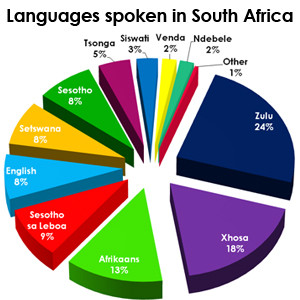 Languages spoken in South Africa
Siswati
3%
Venda
2%
Ndebele
2%
Other
1%
Zulu
24%
Xhosa
18%
Afrikaans
13%
Sesotho
sa Leboa
9%
English
8%
Setswana
8%
Sesotho
8%
Tsonga
5%